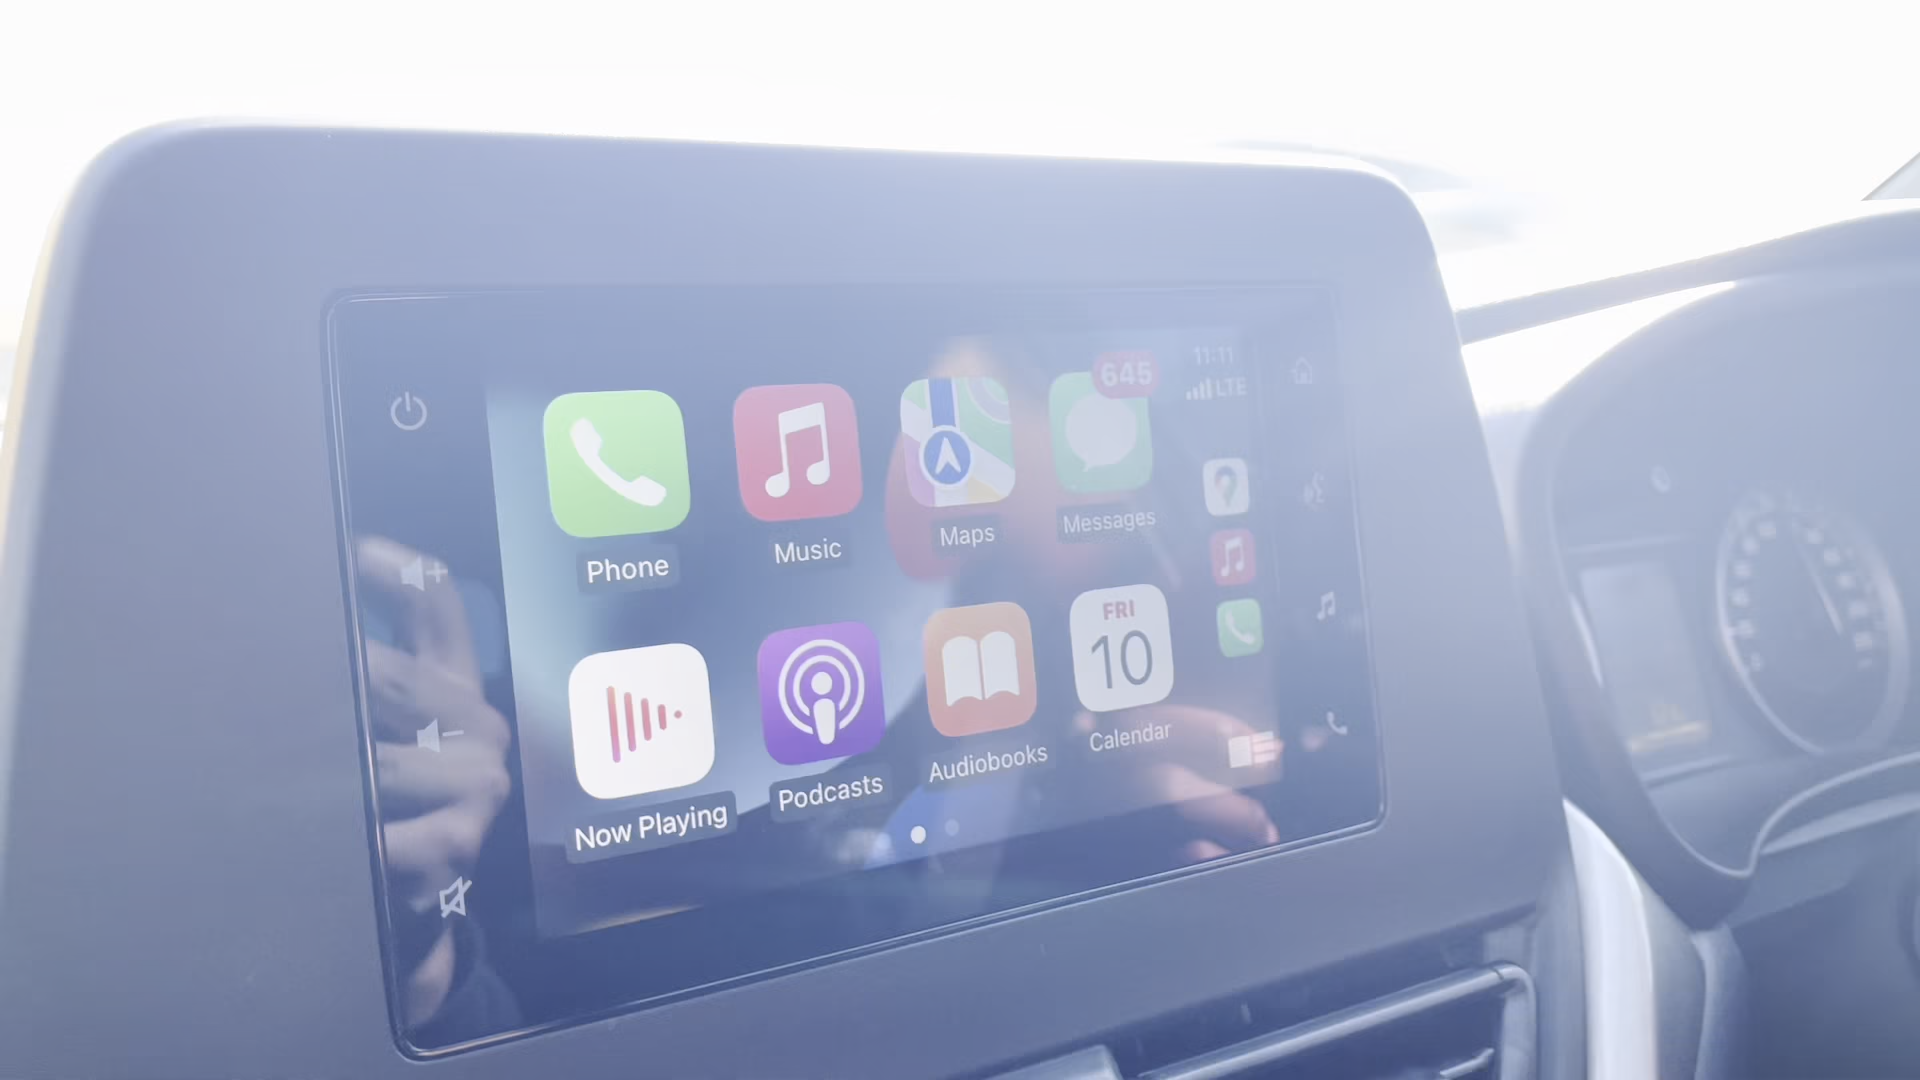 645
11:11
LTE
Phone
Music
Maps
Messages
FRI
10
Now Playing
Podcasts
Audiobooks
Calendar